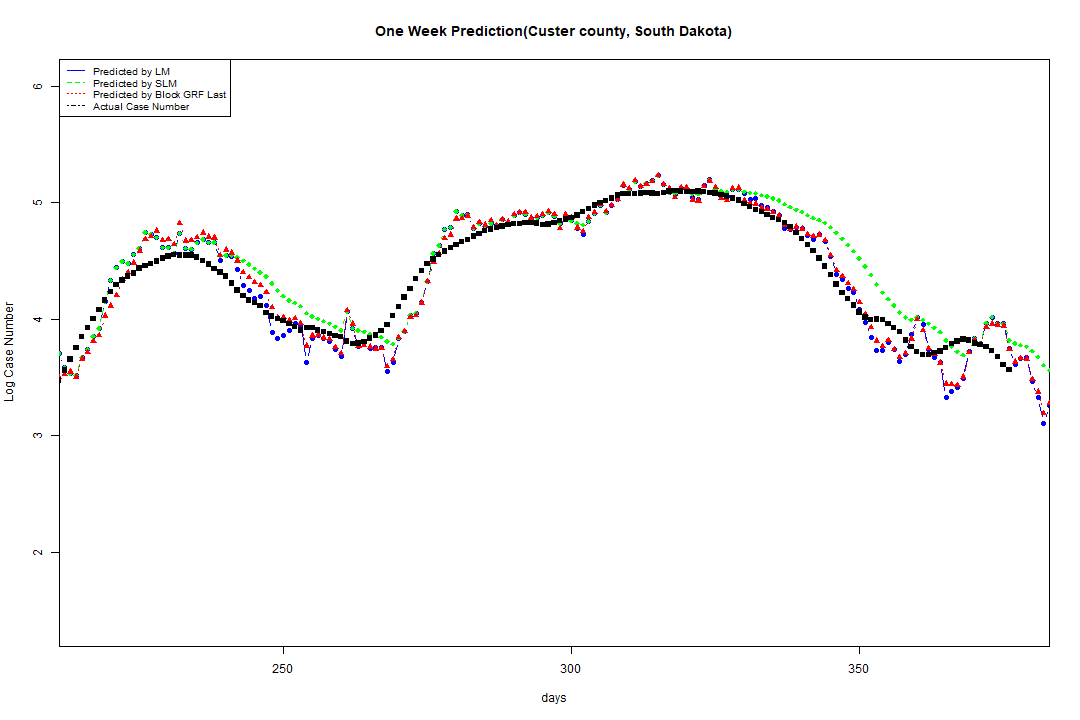 One Week Prediction(Custer county, South Dakota)
Predicted by LM
Predicted by SLM
Predicted by Block GRF Last
Actual Case Number
6
5
4
3
2
Log Case Number
250
300
350
days